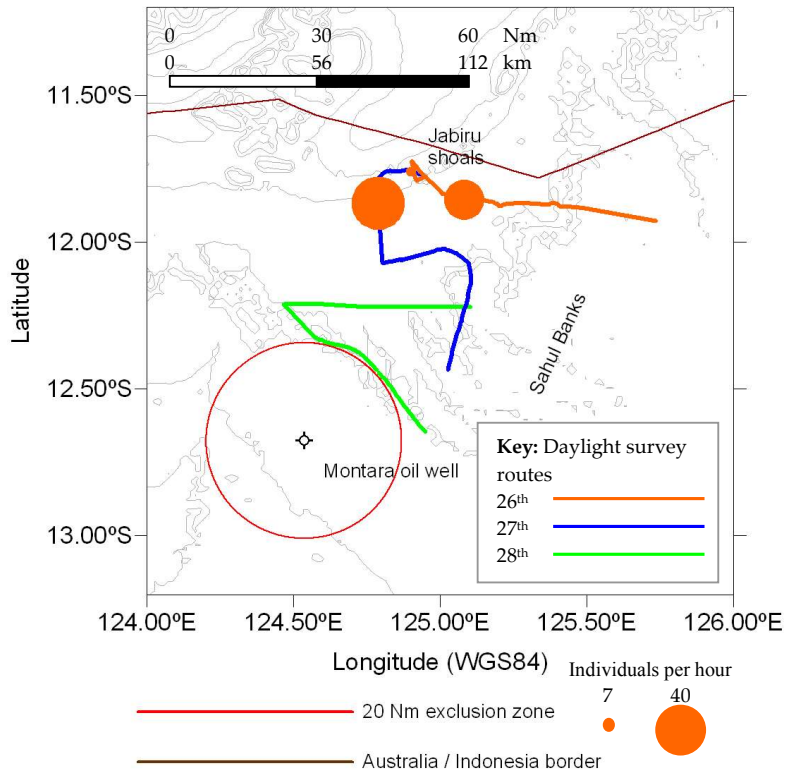 0 30 60 Nm
0 56 112 km
11.50ºS
Jabiru
shoals
12.00ºS
Latitude
Sahul Banks
12.50ºS
Key: Daylight survey
routes
26th
27th
28th
Montara oil well
13.00ºS
124.00ºE 124.50ºE 125.00ºE 125.50ºE 126.00ºE
Longitude (WGS84)
Individuals per hour
7 40
20 Nm exclusion zone
Australia / Indonesia border